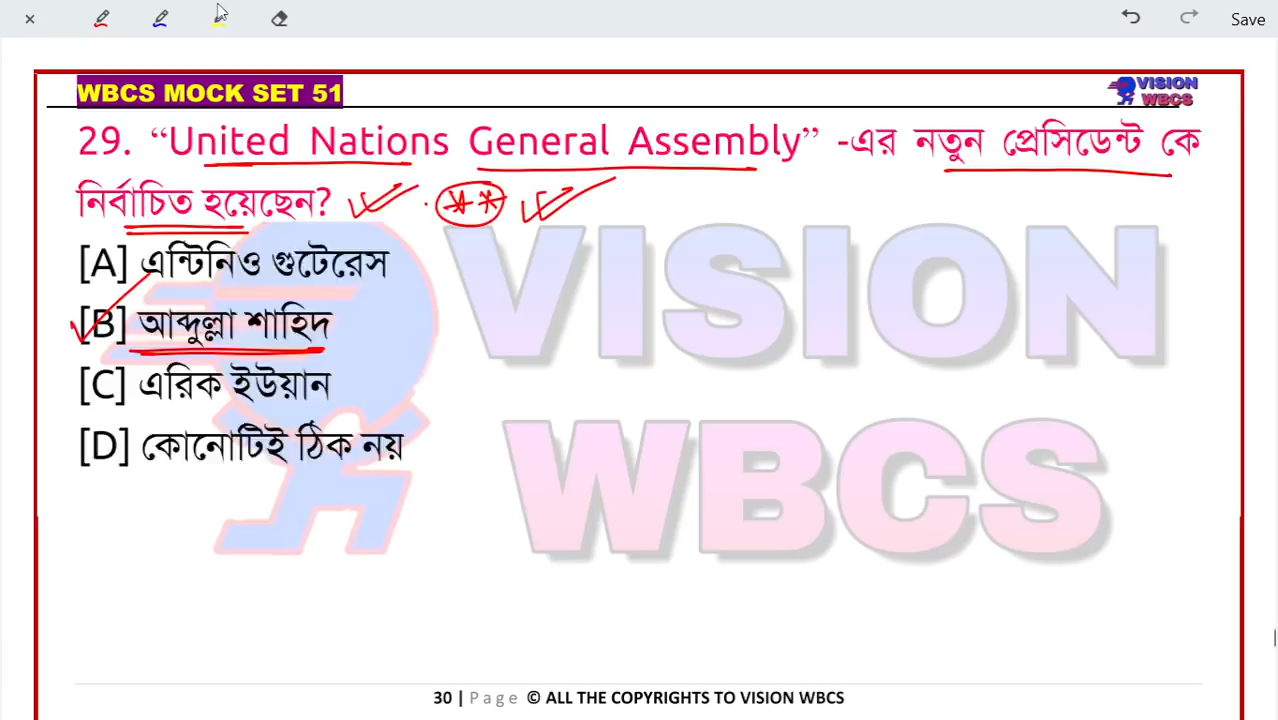 Save
WBCS MOCK SET 51
VISION
WBCS
29. “United Nations General Assembly” -এর নতুন প্রেসিডেন্ট কে
নির্বাচিত হয়েছেন?
[A] এন্টিনিও গুটেরেস
[B] আব্দুল্লা শাহিদ
[C] এরিক ইউয়ান
[D] কোনোটিই ঠিক নয়
VISION
WBCS
30 | Page © ALL THE COPYRIGHTS TO VISION WBCS